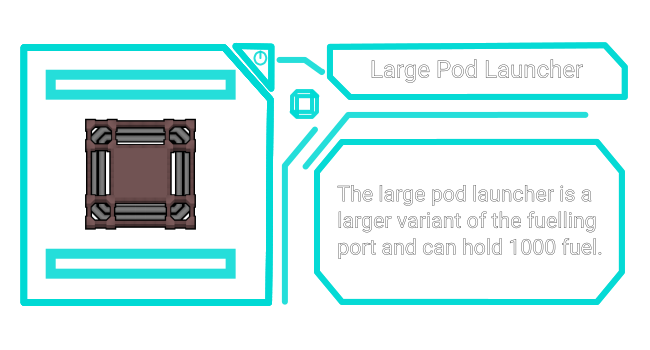 Large Pod Launcher
The large pod launcher is a
larger variant of the fuelling
port and can hold 1000 fuel.